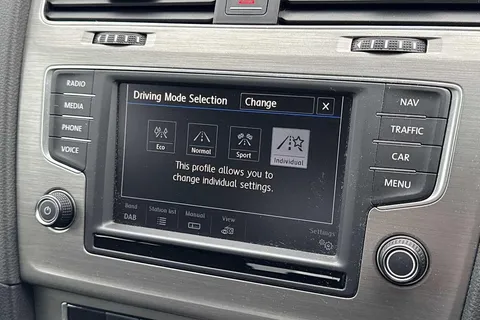 RADIO
MEDIA
PHONE
VOICE
Driving Mode Selection Change X
Eco Normal Sport Individual
This profile allows you to
change individual settings.
Band Station list Manual View
DAB Settings
NAV
TRAFFIC
CAR
MENU